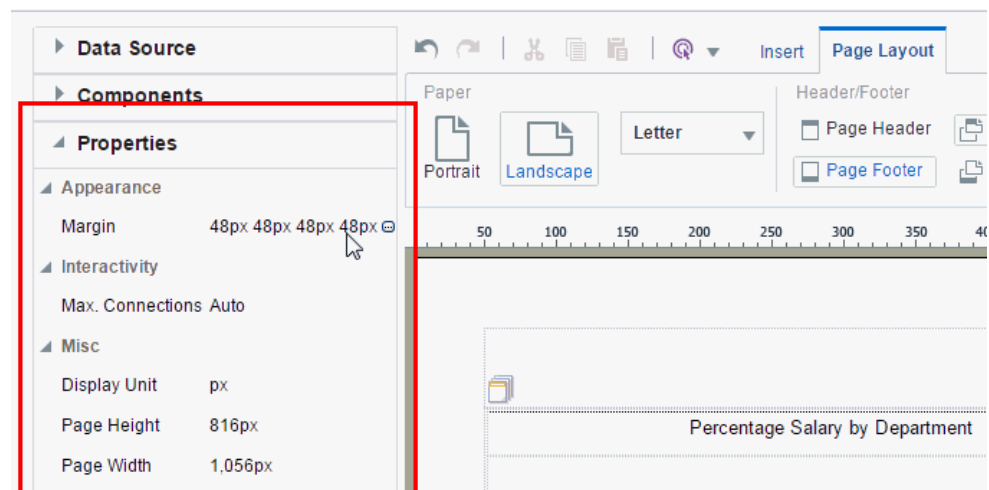 Data Source
Components
Properties
Appearance
Margin 48px 48px 48px 48px
Interactivity
Max. Connections Auto
Misc
Display Unit px
Page Height 816px
Page Width 1,056px
Insert Page Layout
Paper
Portrait
Landscape
Letter
Header/Footer
Page Header
Page Footer
50 100 150 200 250 300 350 40
Percentage Salary by Department